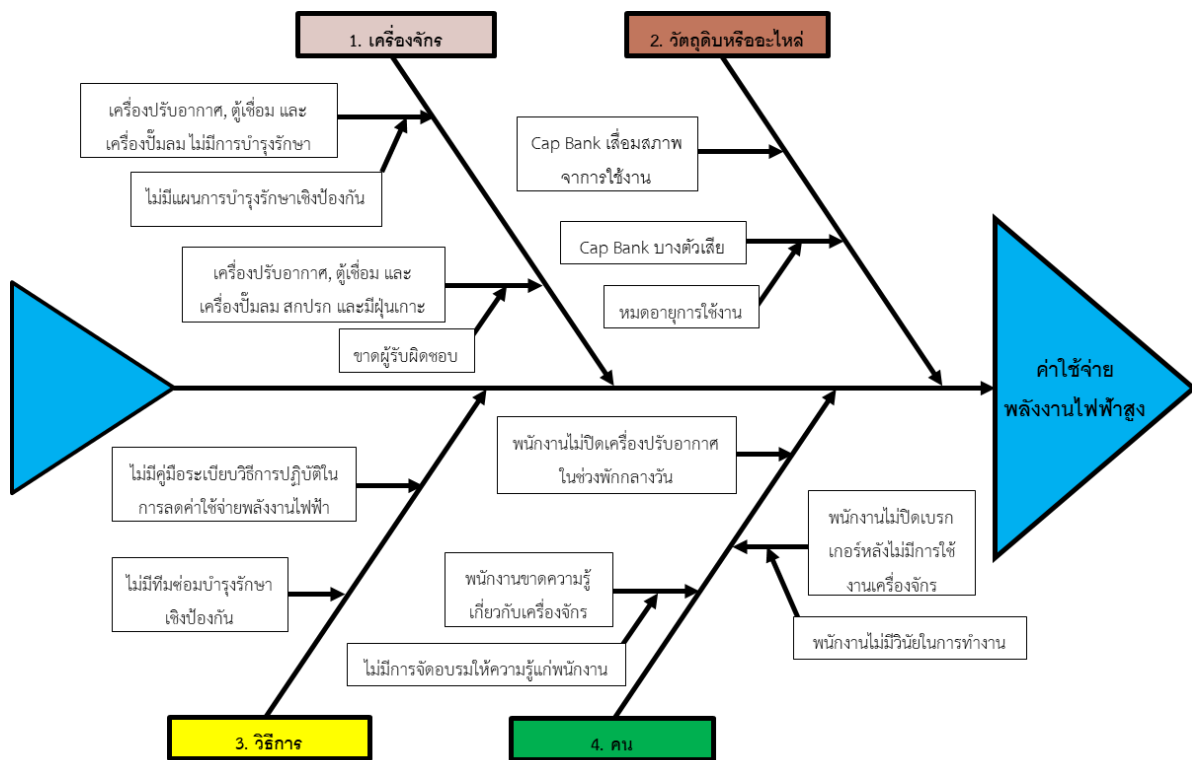 1. เครื่องจักร
2. วัตถุดิบหรืออะไหล่
เครื่องปรับอากาศ, ตู้เชื่อม และ
เครื่องปั๊มลม ไม่มีการบำรุงรักษา
ไม่มีแผนการบำรุงรักษาเชิงป้องกัน
เครื่องปรับอากาศ, ตู้เชื่อม และ
เครื่องปั๊มลม สกปรก และมีฝุ่นเกาะ
ขาดผู้รับผิดชอบ
Cap Bank เสื่อมสภาพ
จาการใช้งาน
Cap Bank บางตัวเสีย
หมดอายุการใช้งาน
ค่าใช้จ่าย
พลังงานไฟฟ้าสูง
ไม่มีคู่มือระเบียบวิธีการปฏิบัติใน
การลดค่าใช้จ่ายพลังงานไฟฟ้า
ไม่มีทีมซ่อมบำรุงรักษา
เชิงป้องกัน
พนักงานไม่ปิดเครื่องปรับอากาศ
ในช่วงพักกลางวัน
พนักงานไม่ปิดเบรก
เกอร์หลังไม่มีการใช้
งานเครื่องจักร
พนักงานขาดความรู้
เกี่ยวกับเครื่องจักร
พนักงานไม่มีวินัยในการทำงาน
ไม่มีการจัดอบรมให้ความรู้แก่พนักงาน
3. วิธีการ
4. คน